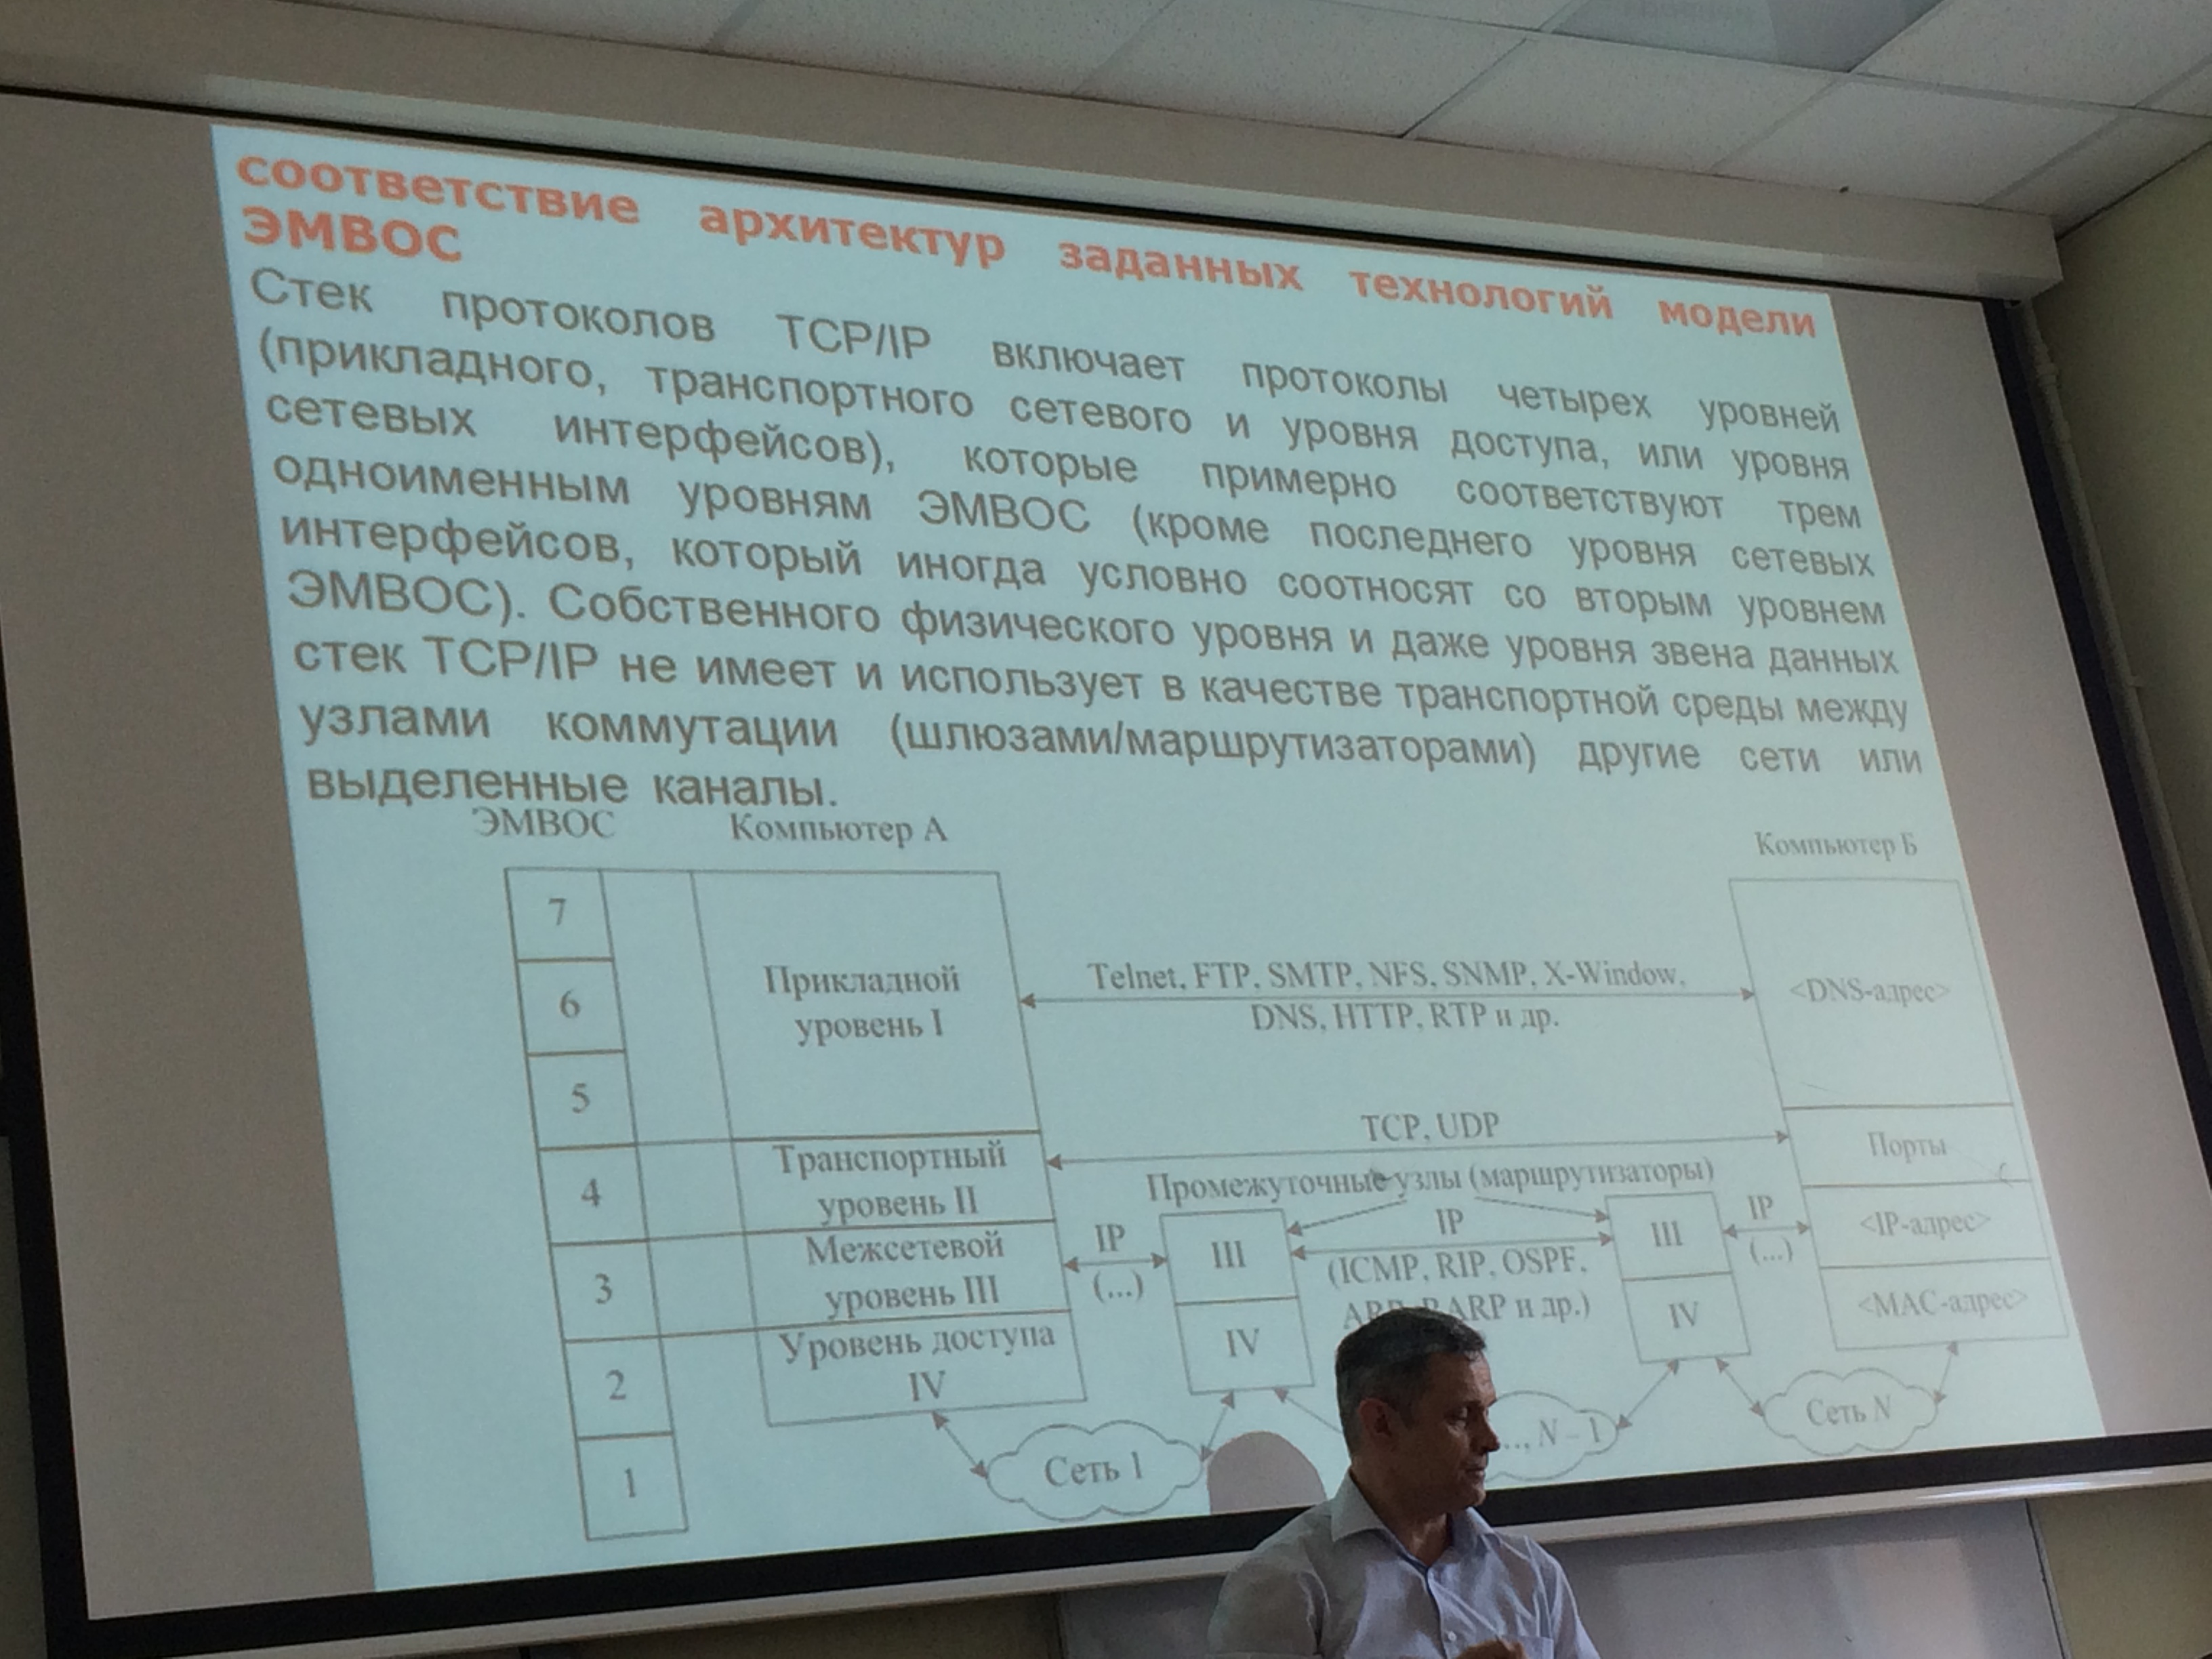 соответствие архитектур заданных технологий модели
ЭМВОС
Стек протоколов TCP/IP включает протоколы четырех уровней
(прикладного, транспортного сетевого и уровня доступа, или уровня
сетевых интерфейсов), которые примерно соответствуют трем
одноименным уровням ЭМВОС (кроме последнего уровня сетевых
интерфейсов, который иногда условно соотносят со вторым уровнем
ЭМВОС). Собственного физического уровня и даже уровня звена данных
стек TCP/IP не имеет и использует в качестве транспортной среды между
узлами коммутации (шлюзами/маршрутизаторами) другие сети или
выделенные каналы.
ЭМВОС
Компьютер А
Компьютер Б
7
6
5
4
3
2
1
Прикладной
уровень I
Транспортный
уровень II
Межсетевой
уровень III
Уровень доступа
IV
Telnet, FTP, SMTP, NFS, SNMP, X-Window,
DNS, HTTP, RTP и др.
TCP, UDP
Промежуточные узлы (маршрутизаторы)
IP
(...)
III
IV
IP
(ICMP, RIP, OSPF,
RARP и др.)
III
IV
IP
(...)
<DNS-адрес>
Порты
<IP-адрес>
<MAC-адрес>
Сеть 1
..., N – 1
Сеть N